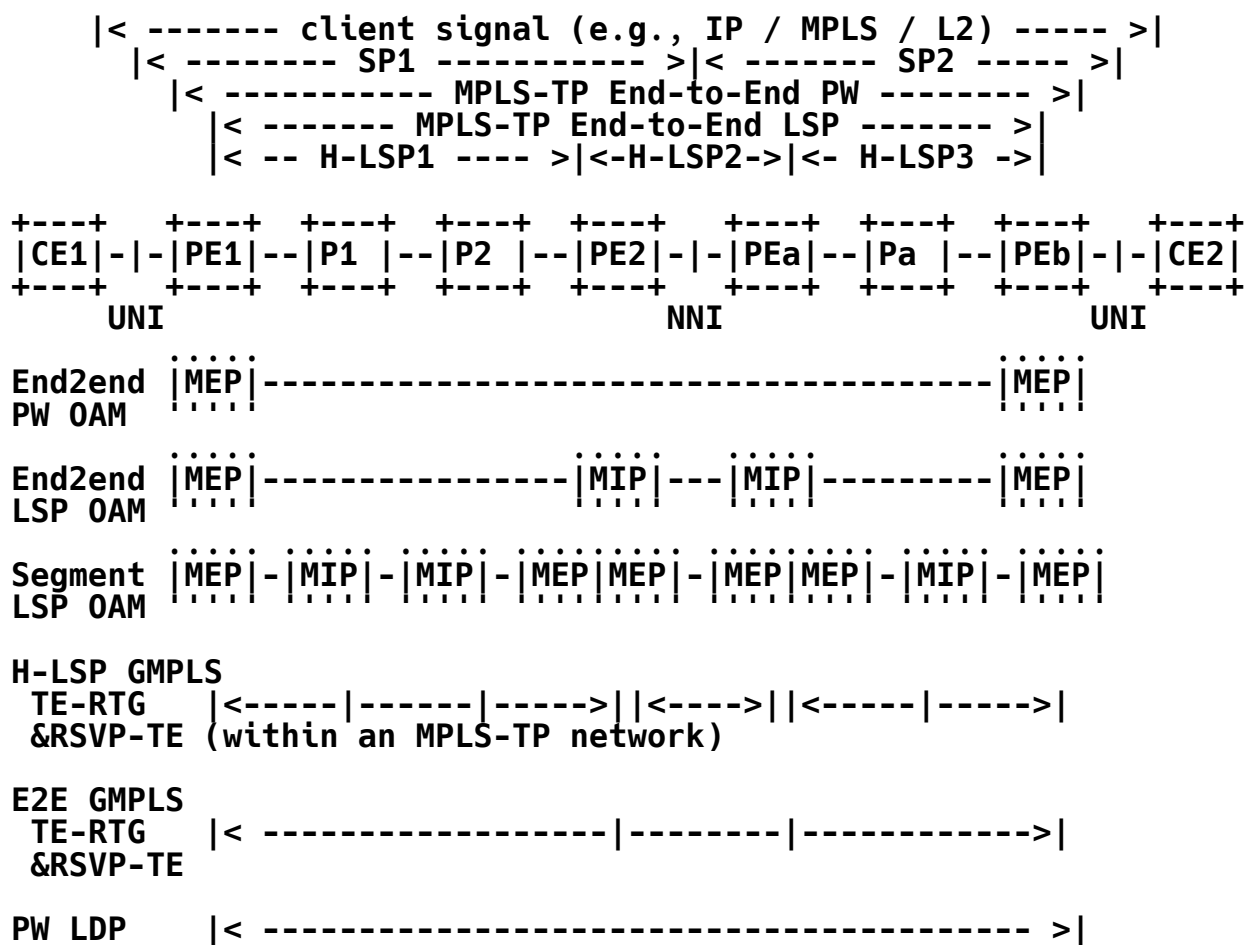 |< ------- client signal (e.g., IP / MPLS / L2) ----- >|
|< -------- SP1 ----------- >|< ------- SP2 ----- >|
|< ----------- MPLS-TP End-to-End PW -------- >|
|< ------- MPLS-TP End-to-End LSP ------- >|
|< -- H-LSP1 ---- >|<-H-LSP2->|<- H-LSP3 ->|
+---+   +---+  +---+  +---+  +---+   +---+  +---+  +---+   +---+
|CE1|-|-|PE1|--|P1 |--|P2 |--|PE2|-|-|PEa|--|Pa |--|PEb|-|-|CE2|
+---+   +---+  +---+  +---+  +---+   +---+  +---+  +---+   +---+
UNI NNI UNI
..... .....
End2end |MEP|--------------------------------------|MEP|
PW OAM ''''' '''''
..... ..... ..... .....
End2end |MEP|----------------|MIP|---|MIP|---------|MEP|
LSP OAM ''''' ''''' ''''' '''''
..... ..... ..... ......... ......... ..... .....
Segment |MEP|-|MIP|-|MIP|-|MEP|MEP|-|MEP|MEP|-|MIP|-|MEP|
LSP OAM ''''' ''''' ''''' ''''''''' ''''''''' ''''' '''''
H-LSP GMPLS
TE-RTG |<-----|------|----->||<---->||<-----|----->|
&RSVP-TE (within an MPLS-TP network)
E2E GMPLS
TE-RTG |< ------------------|--------|------------>|
&RSVP-TE
PW LDP |< ---------------------------------------- >|